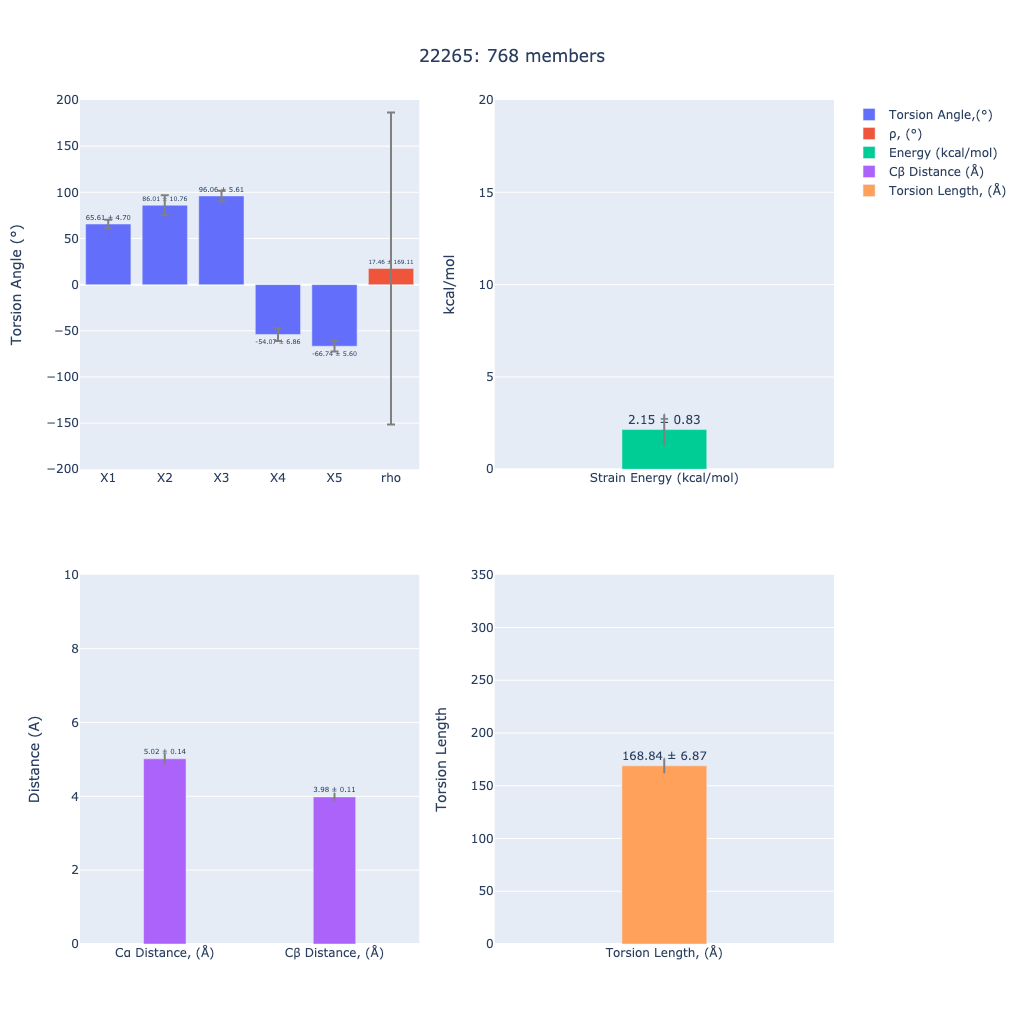 22265: 768 members
Torsion Angle (°)
200
150
100
50
0
−50
−100
−150
−200
65.61 ± 4.70
86.01 ± 10.76
96.06 ± 5.61
-54.07 ± 6.86
-66.74 ± 5.60
17.46 ± 169.11
X1 X2 X3 X4 X5 rho
kcal/mol
20
15
10
5
0
2.15 ± 0.83
Strain Energy (kcal/mol)
Torsion Angle,(°)
ρ, (°)
Energy (kcal/mol)
Cβ Distance (Å)
Torsion Length, (Å)
Distance (A)
10
8
6
4
2
0
5.02 ± 0.14
3.98 ± 0.11
Cα Distance, (Å) Cβ Distance, (Å)
Torsion Length
350
300
250
200
150
100
50
0
168.84 ± 6.87
Torsion Length, (Å)